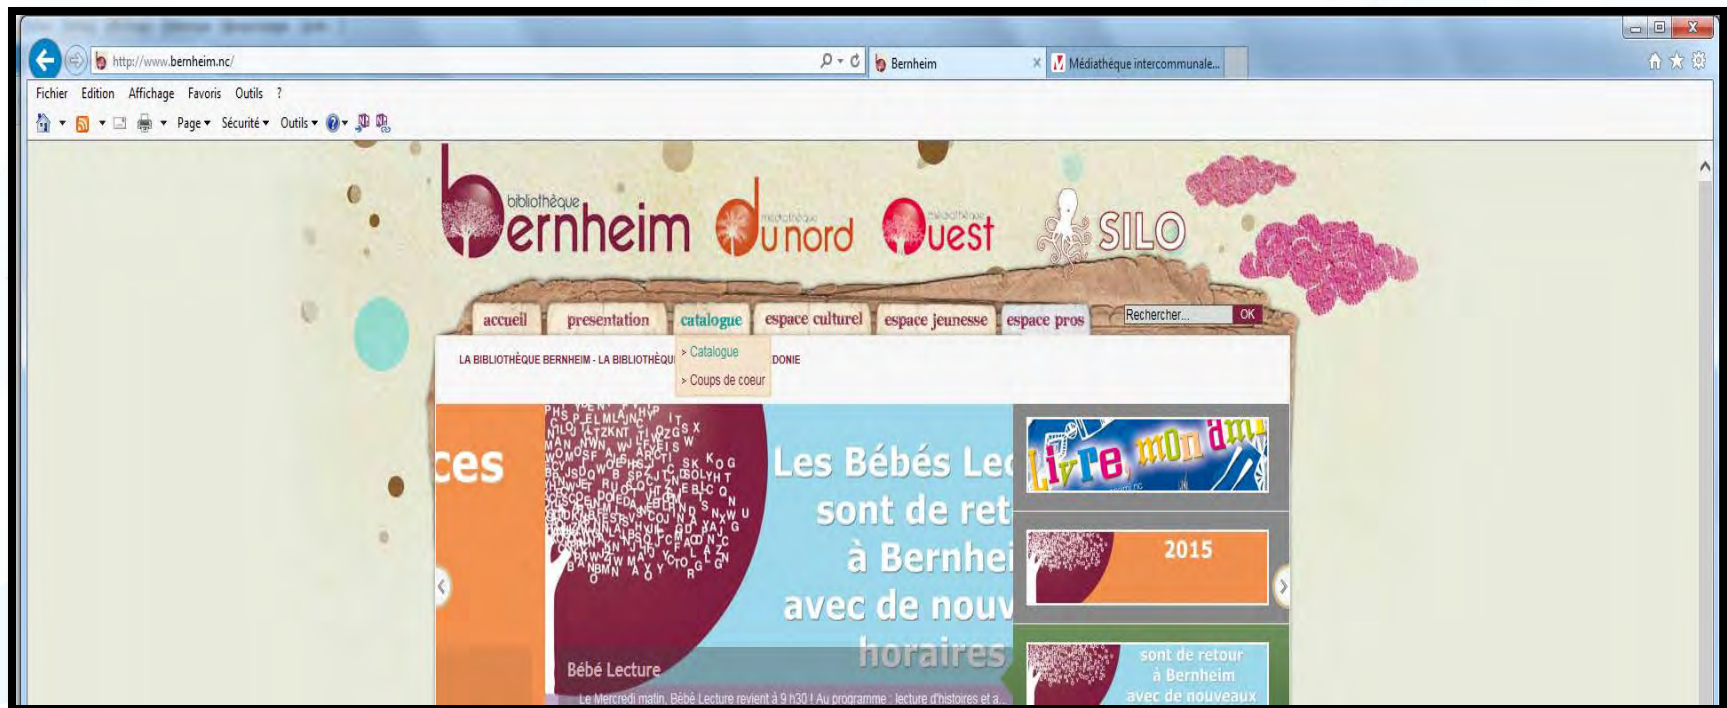 http://www.bernheim.nc/
Bernheim
Médiathèque intercommunale...
Fichier Edition Affichage Favoris Outils ?
Page Sécurité Outils
bibliothèque
bernheim
médiathèque
du nord
médiathèque
Ouest
SILO
accueil
presentation
catalogue
espace culturel
espace jeunesse
espace pros
Rechercher...
OK
LA BIBLIOTHÈQUE BERNHEIM - LA BIBLIOTHÈQU
DONIE
> Catalogue
> Coups de coeur
ces
Les Bébés Lec
sont de ret
à Bernhei
avec de nouv
horaires
Bébé Lecture
Le Mercredi matin, Bébé Lecture revient à 9 h30 ! Au programme : lecture d'histoires et a...
Livre, mon ami
2015
sont de retour
à Bernheim
avec de nouveaux